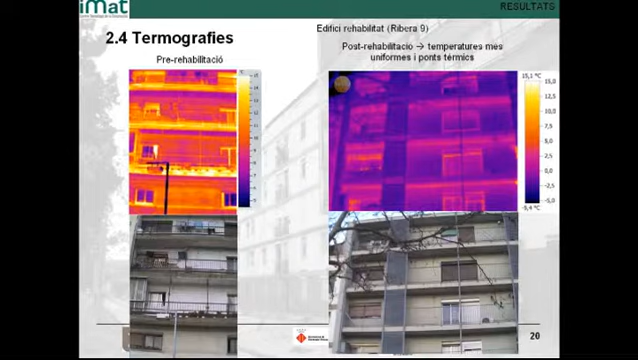 iMat
RESULTATS
2.4 Termografies
Edifici rehabilitat (Ribera 9)
Pre-rehabilitació
Post-rehabilitació → temperatures més
uniformes i ponts tèrmics
15,1 °C
15,0
12,5
10,0
7,5
5,0
2,5
0,0
-2,5
-5,0
20